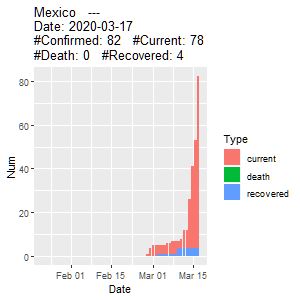 Mexico   ---
Date: 2020-03-17
#Confirmed: 82   #Current: 78
#Death: 0   #Recovered: 4
80
60
40
20
0
Num
Feb 01
Feb 15
Mar 01
Mar 15
Date
Type
current
death
recovered